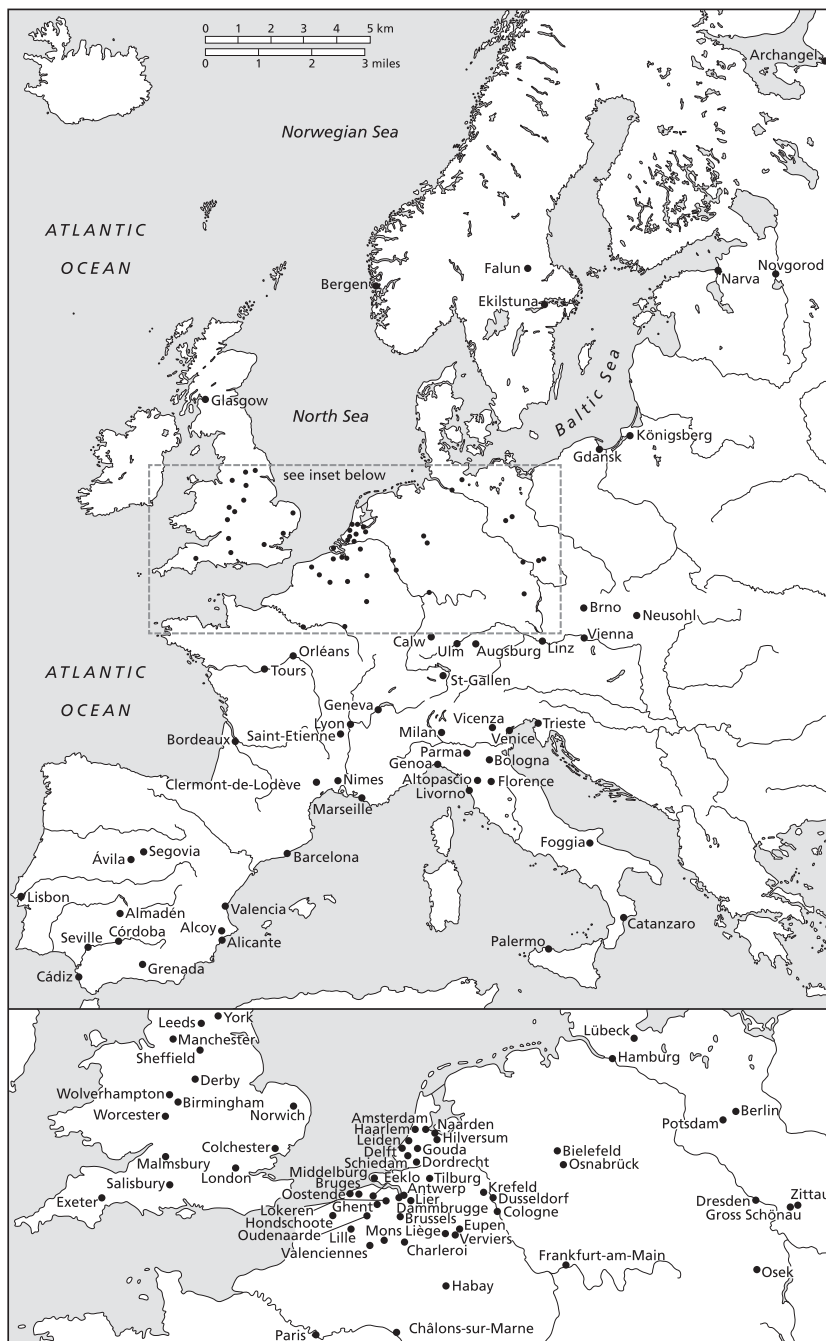 0 1 2 3 4 5 km
0 1 2 3 miles
Archangel
Norwegian Sea
ATLANTIC
OCEAN
Falun
Novgorod
Narva
Bergen
Ekilstuna
Baltic Sea
Glasgow
North Sea
Königsberg
Gdańsk
see inset below
Brno
Neusohl
Vienna
Calw
Ulm
Augsburg
Linz
Orléans
Tours
St-Gallen
ATLANTIC
OCEAN
Geneva
Lyon
Saint-Etienne
Bordeaux
Milan
Vicenza
Trieste
Venice
Parma
Genoa
Bologna
Altopascio
Florence
Livorno
Clermont-de-Lodève
Nimes
Marseille
Foggia
Segovia
Ávila
Barcelona
Lisbon
Almadén
Valencia
Córdoba
Alcoy
Seville
Alicante
Catanzaro
Palermo
Grenada
Cádiz
York
Leeds
Manchester
Sheffield
Lübeck
Hamburg
Derby
Wolverhampton
Birmingham
Worcester
Norwich
Berlin
Potsdam
Amsterdam
Haarlem
Naarden
Leiden
Hilversum
Delft
Gouda
Schiedam
Dordrecht
Colchester
Malmsbury
London
Salisbury
Exeter
Bielefeld
Osnabrück
Middelburg
Eeklo
Tilburg
Bruges
Antwerp
Krefeld
Oostende
Lier
Dusseldorf
Lokeren
Ghent
Dammbrugge
Cologne
Hondschoote
Brussels
Oudenaarde
Lille
Mons
Liège
Eupen
Verviers
Valenciennes
Charleroi
Dresden
Zittau
Gross Schönau
Frankfurt-am-Main
Osek
Habay
Paris
Châlons-sur-Marne